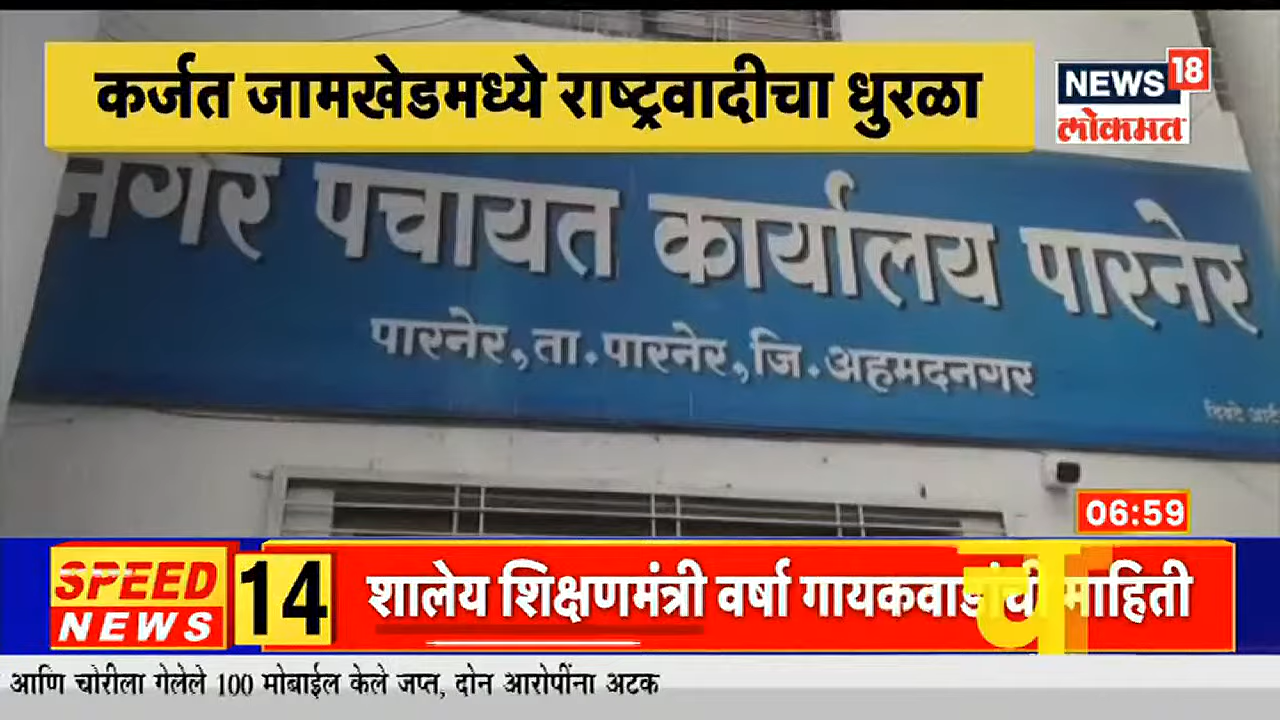 कर्जत जामखेडमध्ये राष्ट्रवादीचा धुरळा
NEWS 18
लोकमत
नगर पंचायत कार्यालय पारनेर
पारनेर, ता. पारनेर, जि. अहमदनगर
06:59
SPEED
NEWS
14
शालेय शिक्षणमंत्री वर्षा गायकवाडांची माहिती
आणि चोरीला गेलेले 100 मोबाईल केले जप्त, दोन आरोपींना अटक